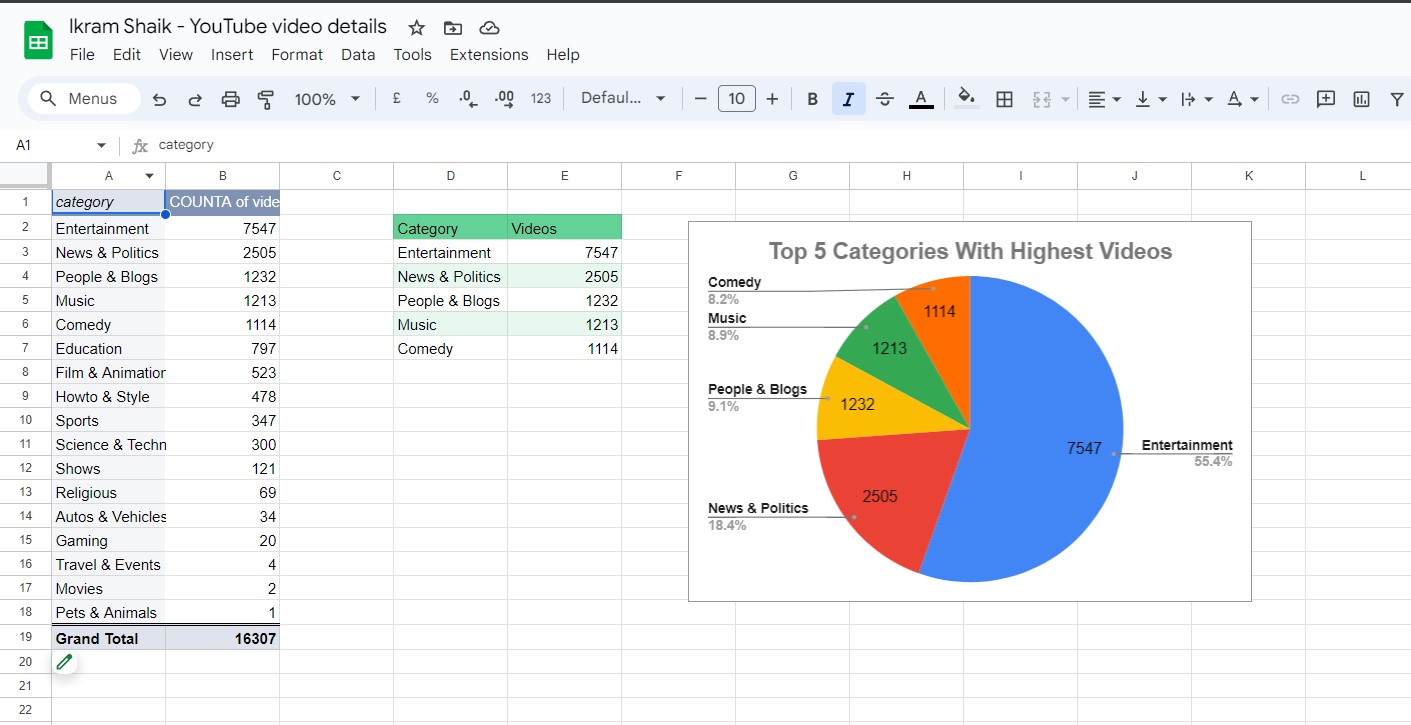 Ikram Shaik - YouTube video details
File Edit View Insert Format Data Tools Extensions Help
Menus 100% £ % .0 .00 123 Defaul... 10 B I A A
A1 fx category
A B C D E F G H I J K L
1 category COUNTA of vide
2 Entertainment 7547 Category Videos
3 News & Politics 2505 Entertainment 7547
4 People & Blogs 1232 News & Politics 2505
5 Music 1213 People & Blogs 1232
6 Comedy 1114 Music 1213
7 Education 797 Comedy 1114
8 Film & Animation 523
9 Howto & Style 478
10 Sports 347
11 Science & Techn 300
12 Shows 121
13 Religious 69
14 Autos & Vehicles 34
15 Gaming 20
16 Travel & Events 4
17 Movies 2
18 Pets & Animals 1
19 Grand Total 16307
20
21
22
Top 5 Categories With Highest Videos
Comedy
8.2%
1114
Music
8.9%
1213
People & Blogs
9.1%
1232
7547
Entertainment
55.4%
2505
News & Politics
18.4%